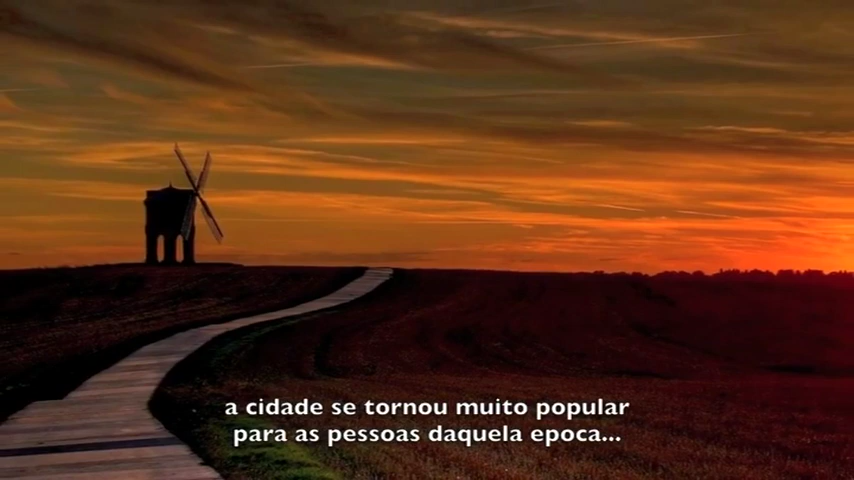 a cidade se tornou muito popular
para as pessoas daquela epoca...